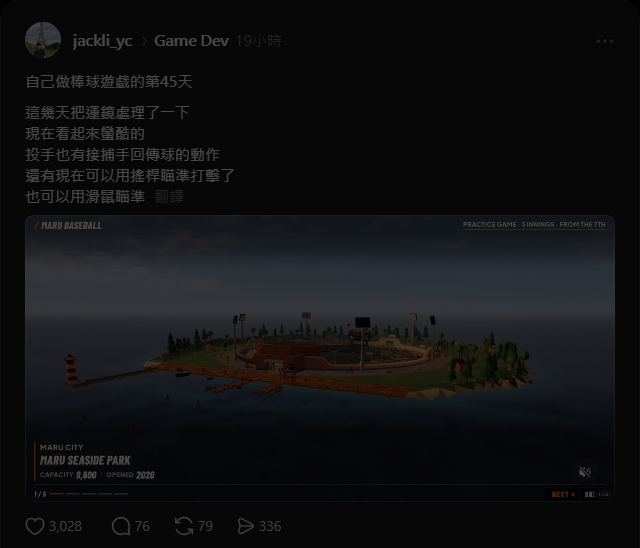 jackli_yc > Game Dev 19小時
自己做棒球遊戲的第45天
這幾天把運鏡處理了一下
現在看起來蠻酷的
投手也有接捕手回傳球的動作
還有現在可以用搖桿瞄準打擊了
也可以用滑鼠瞄準 翻譯
/ MARU BASEBALL
PRACTICE GAME · 3 INNINGS · FROM THE 7TH
MARU CITY
MARU SEASIDE PARK
CAPACITY 9,800 | OPENED 2026
1/5
NEXT
3,028 76 79 336